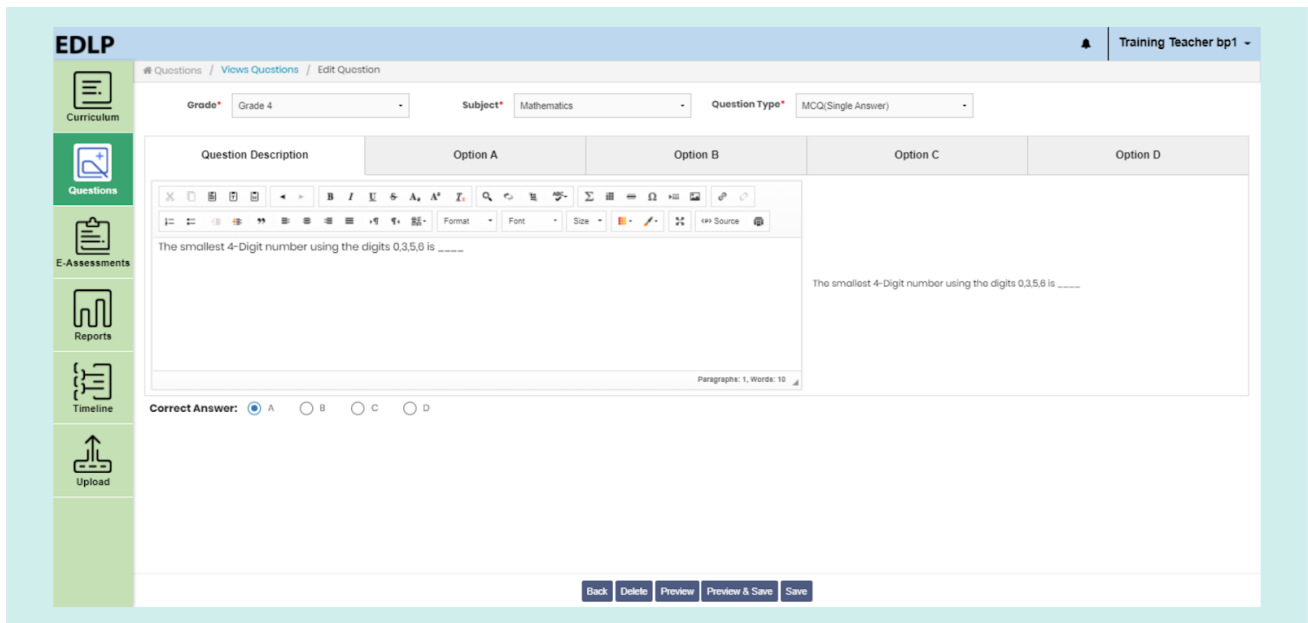 EDLP
Training Teacher bp1
Questions / Views Questions / Edit Question
Curriculum
Grade* Grade 4 Subject* Mathematics Question Type* MCQ(Single Answer)
Question Description Option A Option B Option C Option D
Questions
Format Font Size Source
The smallest 4-Digit number using the digits 0,3,5,6 is ____
The smallest 4-Digit number using the digits 0,3,5,6 is ____
E-Assessments
Reports
Paragraphs: 1, Words: 10
Timeline
Correct Answer: A B C D
Upload
Back Delete Preview Preview & Save Save